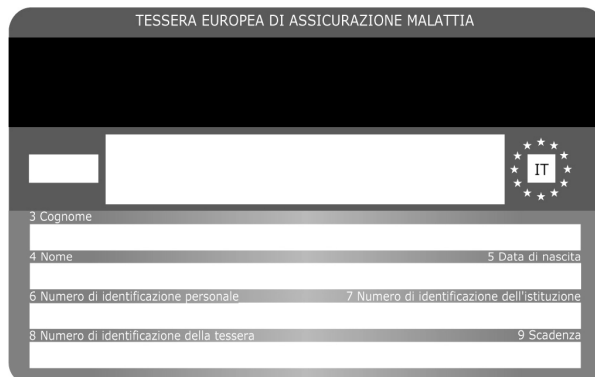 TESSERA EUROPEA DI ASSICURAZIONE MALATTIA
IT
3 Cognome
4 Nome 5 Data di nascita
6 Numero di identificazione personale 7 Numero di identificazione dell'istituzione
8 Numero di identificazione della tessera 9 Scadenza